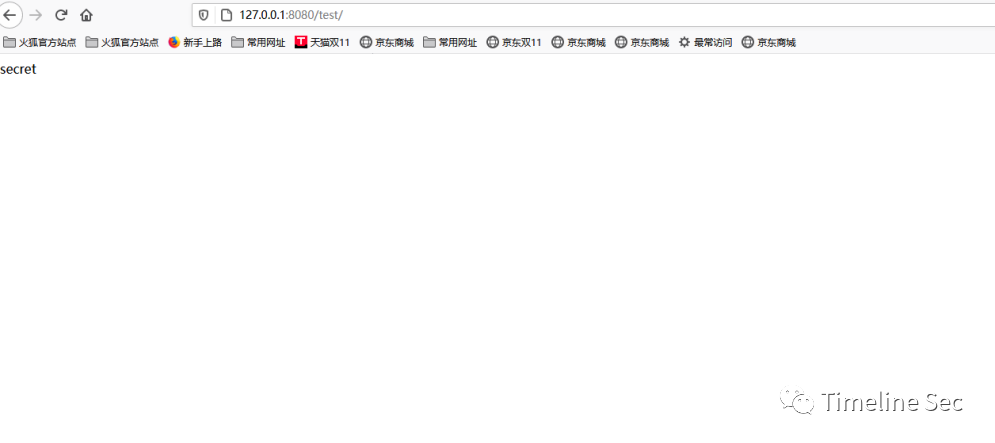 127.0.0.1:8080/test/
火狐官方站点 火狐官方站点 新手上路 常用网址 T 天猫双11 京东商城 常用网址 京东双11 京东商城 京东商城 最常访问 京东商城
secret
Timeline Sec